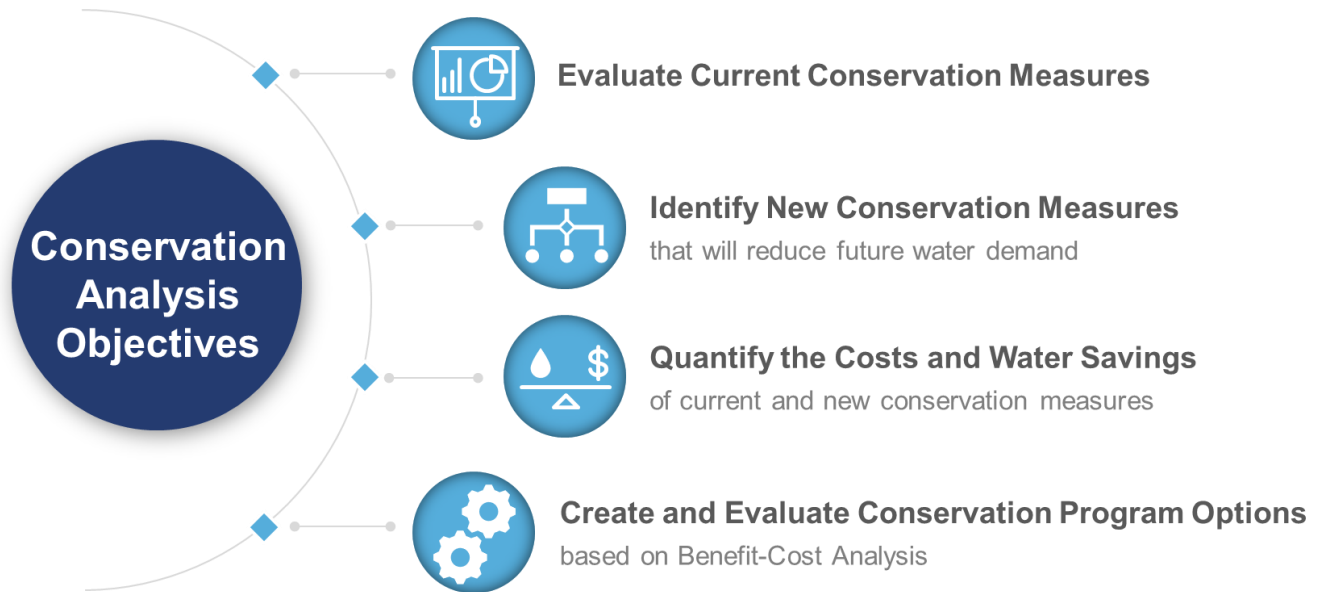 Conservation
Analysis
Objectives
Evaluate Current Conservation Measures
Identify New Conservation Measures
that will reduce future water demand
$
Quantify the Costs and Water Savings
of current and new conservation measures
Create and Evaluate Conservation Program Options
based on Benefit-Cost Analysis